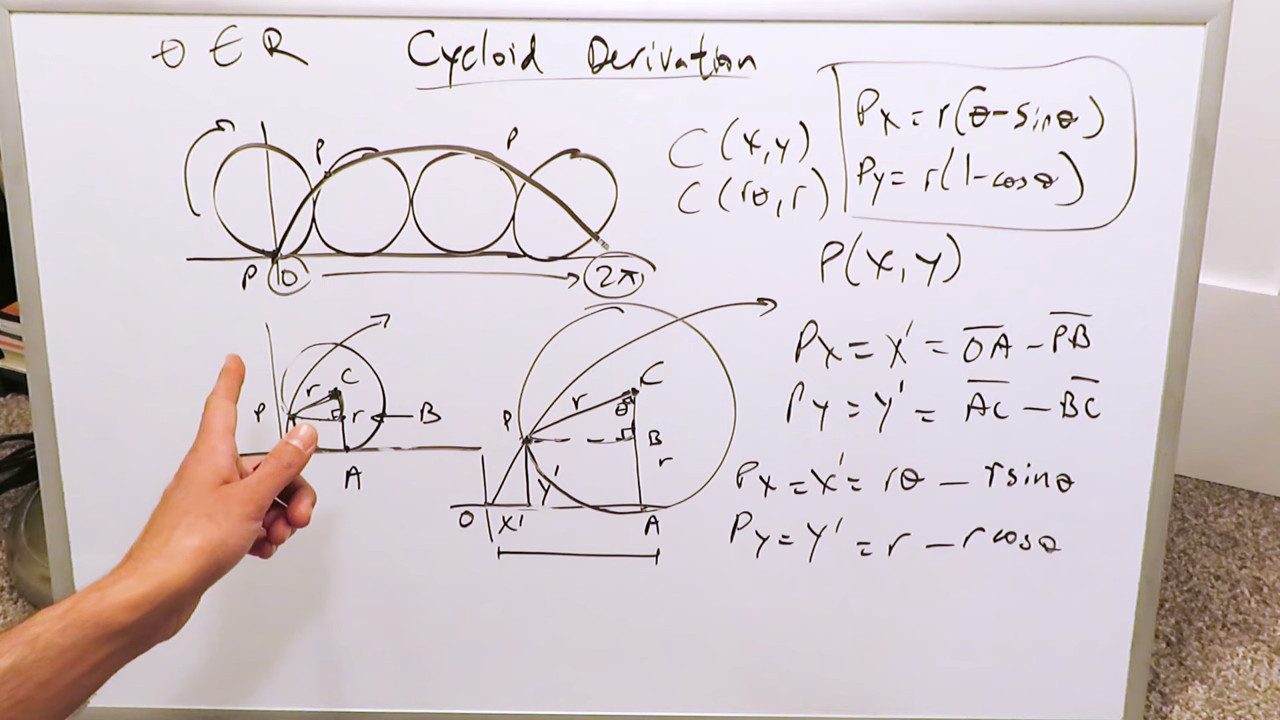 θ ∈ R
Cycloid Derivation
C(x,y)
C(rθ,r)
Px = r(θ-sinθ)
Py = r(1-cosθ)
P
P
P 0
2π
P(x,y)
Px = x' = OA̅ - PB̅
Py = y' = AC̅ - BC̅
Px = x' = rθ - rsinθ
Py = y' = r - rcosθ
r
C
P
r
B
A
C
r
θ
P
B
r
y'
O
x'
A